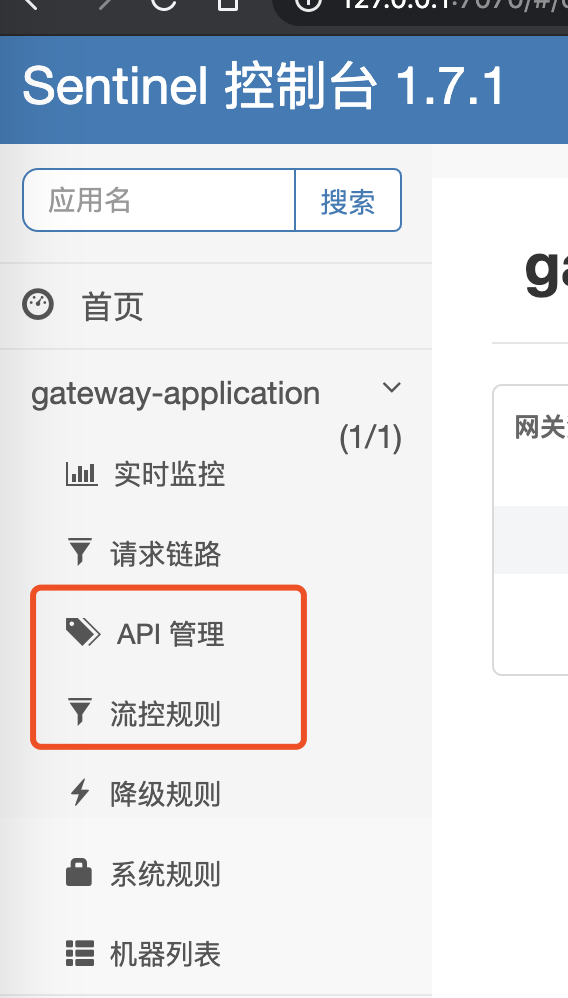 127.0.0.1:7070/#/
Sentinel 控制台 1.7.1
应用名
搜索
首页
gateway-application
(1/1)
实时监控
请求链路
API 管理
流控规则
降级规则
系统规则
机器列表
ga
网关